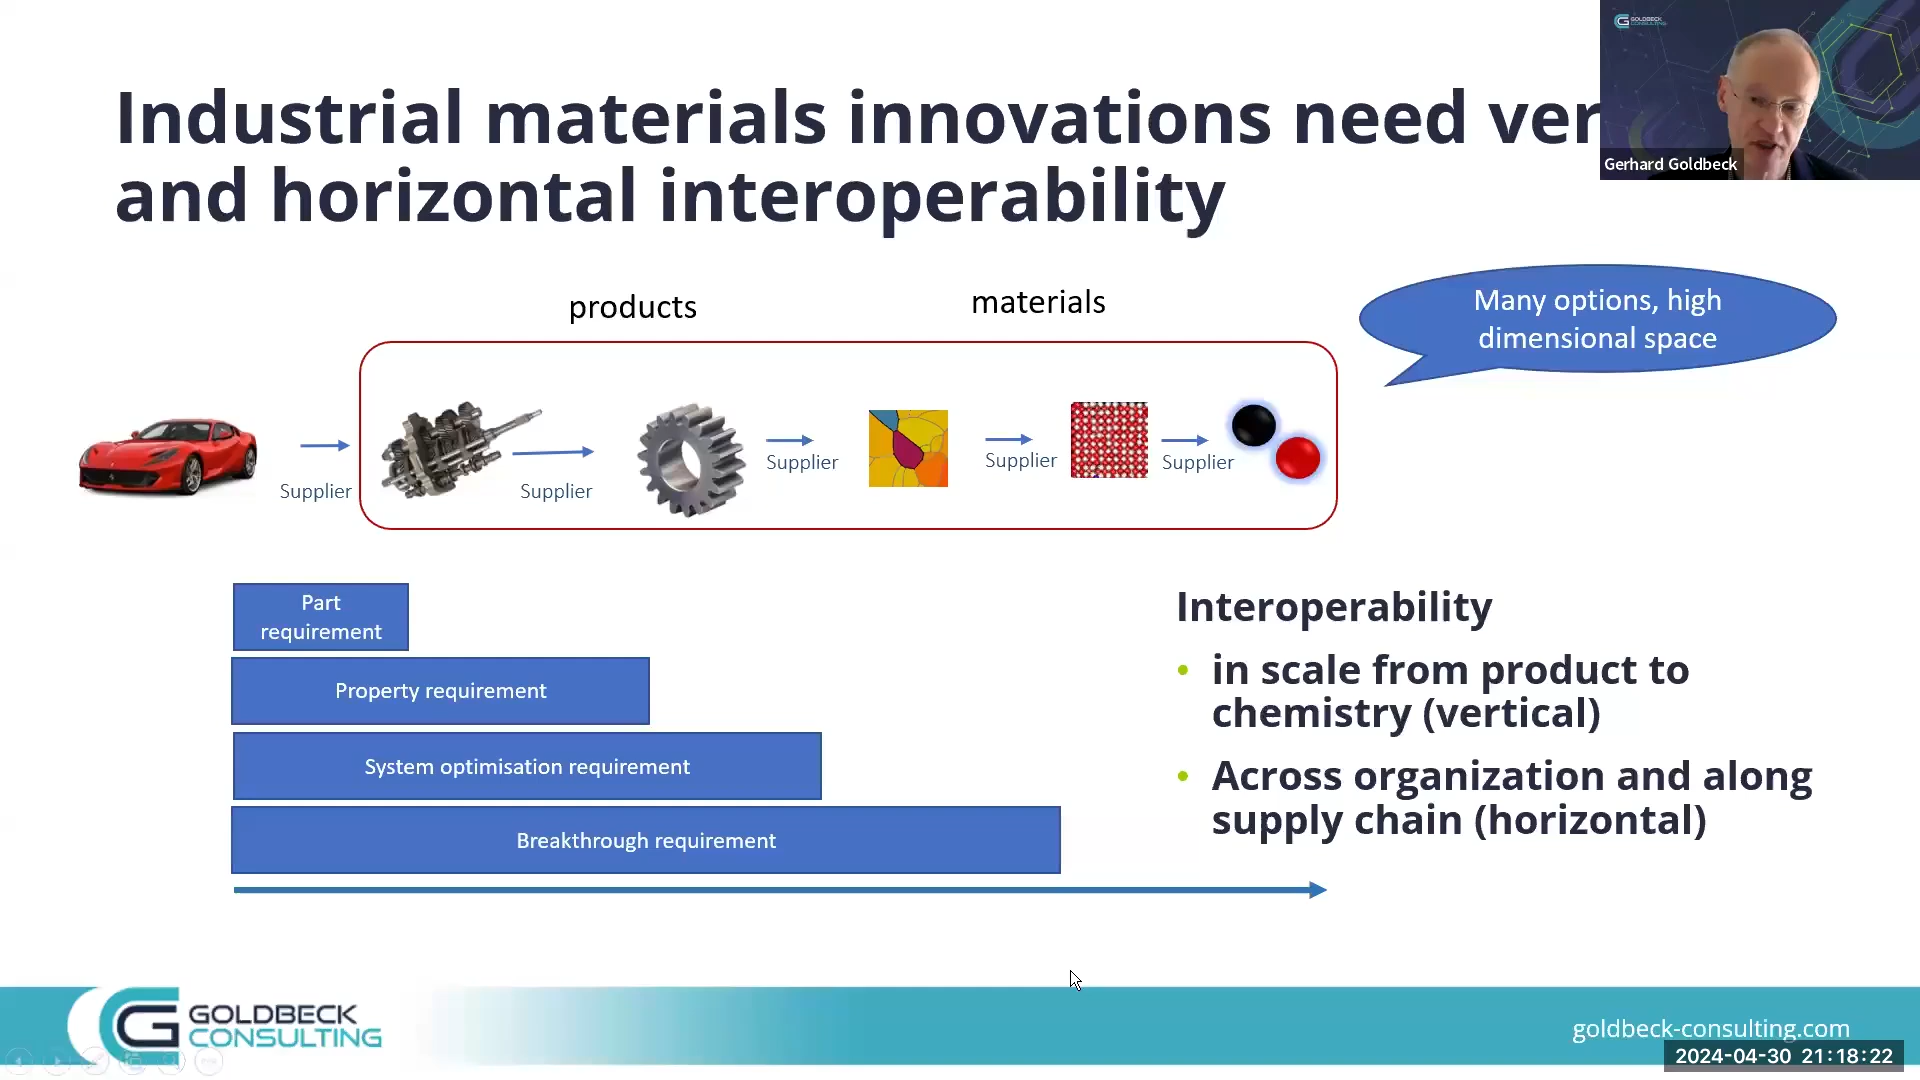 GOLDBECK
CONSULTING
Gerhard Goldbeck
Industrial materials innovations need ver
and horizontal interoperability
products
materials
Many options, high
dimensional space
Supplier
Supplier
Supplier
Supplier
Supplier
Part
requirement
Property requirement
System optimisation requirement
Breakthrough requirement
Interoperability
• in scale from product to
chemistry (vertical)
• Across organization and along
supply chain (horizontal)
GOLDBECK
CONSULTING
goldbeck-consulting.com
2024-04-30 21:18:22